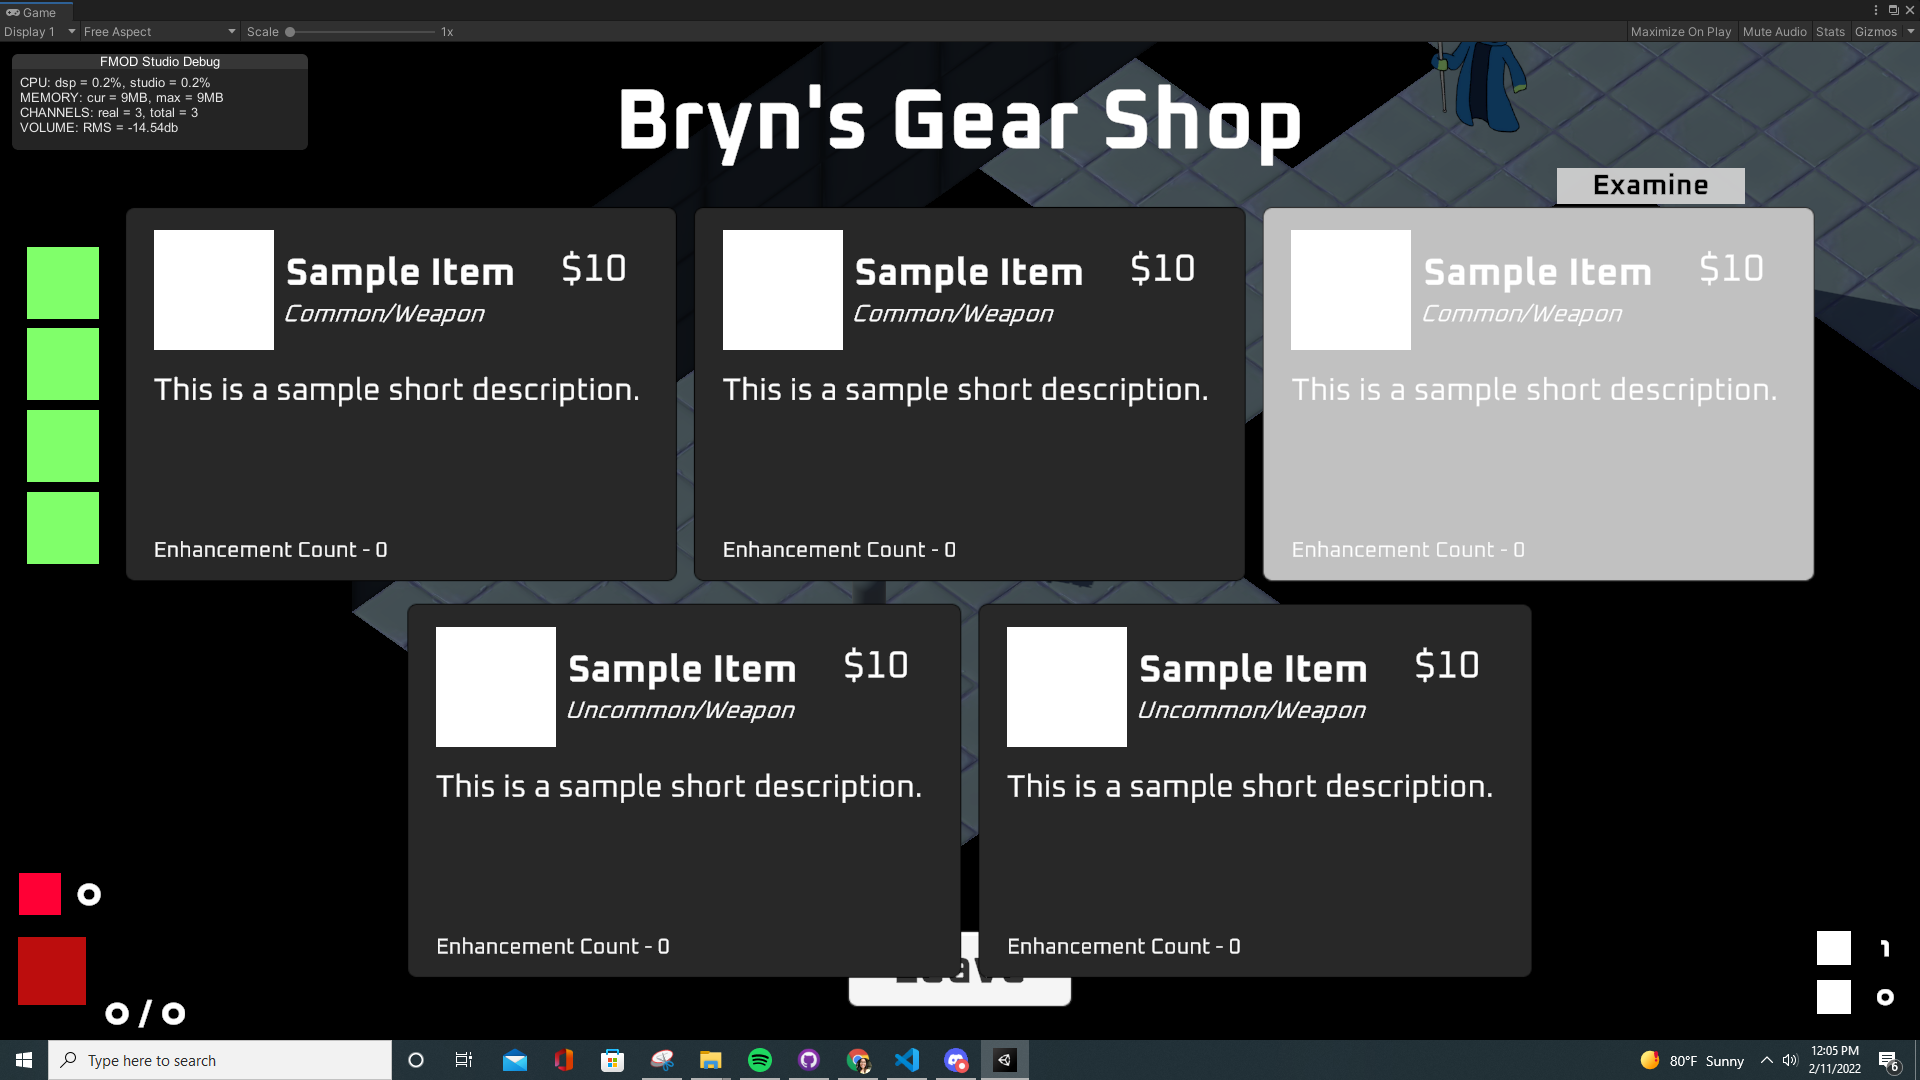 Game
Display 1
Free Aspect
Scale
1x
Maximize On Play
Mute Audio
Stats
Gizmos
FMOD Studio Debug
CPU: dsp = 0.2%, studio = 0.2%
MEMORY: cur = 9MB, max = 9MB
CHANNELS: real = 3, total = 3
VOLUME: RMS = -14.54db
Bryn's Gear Shop
Examine
Sample Item
$10
Common/Weapon
This is a sample short description.
Enhancement Count - 0
Sample Item
$10
Common/Weapon
This is a sample short description.
Enhancement Count - 0
Sample Item
$10
Common/Weapon
This is a sample short description.
Enhancement Count - 0
Sample Item
$10
Uncommon/Weapon
This is a sample short description.
Enhancement Count - 0
Sample Item
$10
Uncommon/Weapon
This is a sample short description.
Enhancement Count - 0
0
0 / 0
1
0
Type here to search
80°F Sunny
12:05 PM
2/11/2022
6